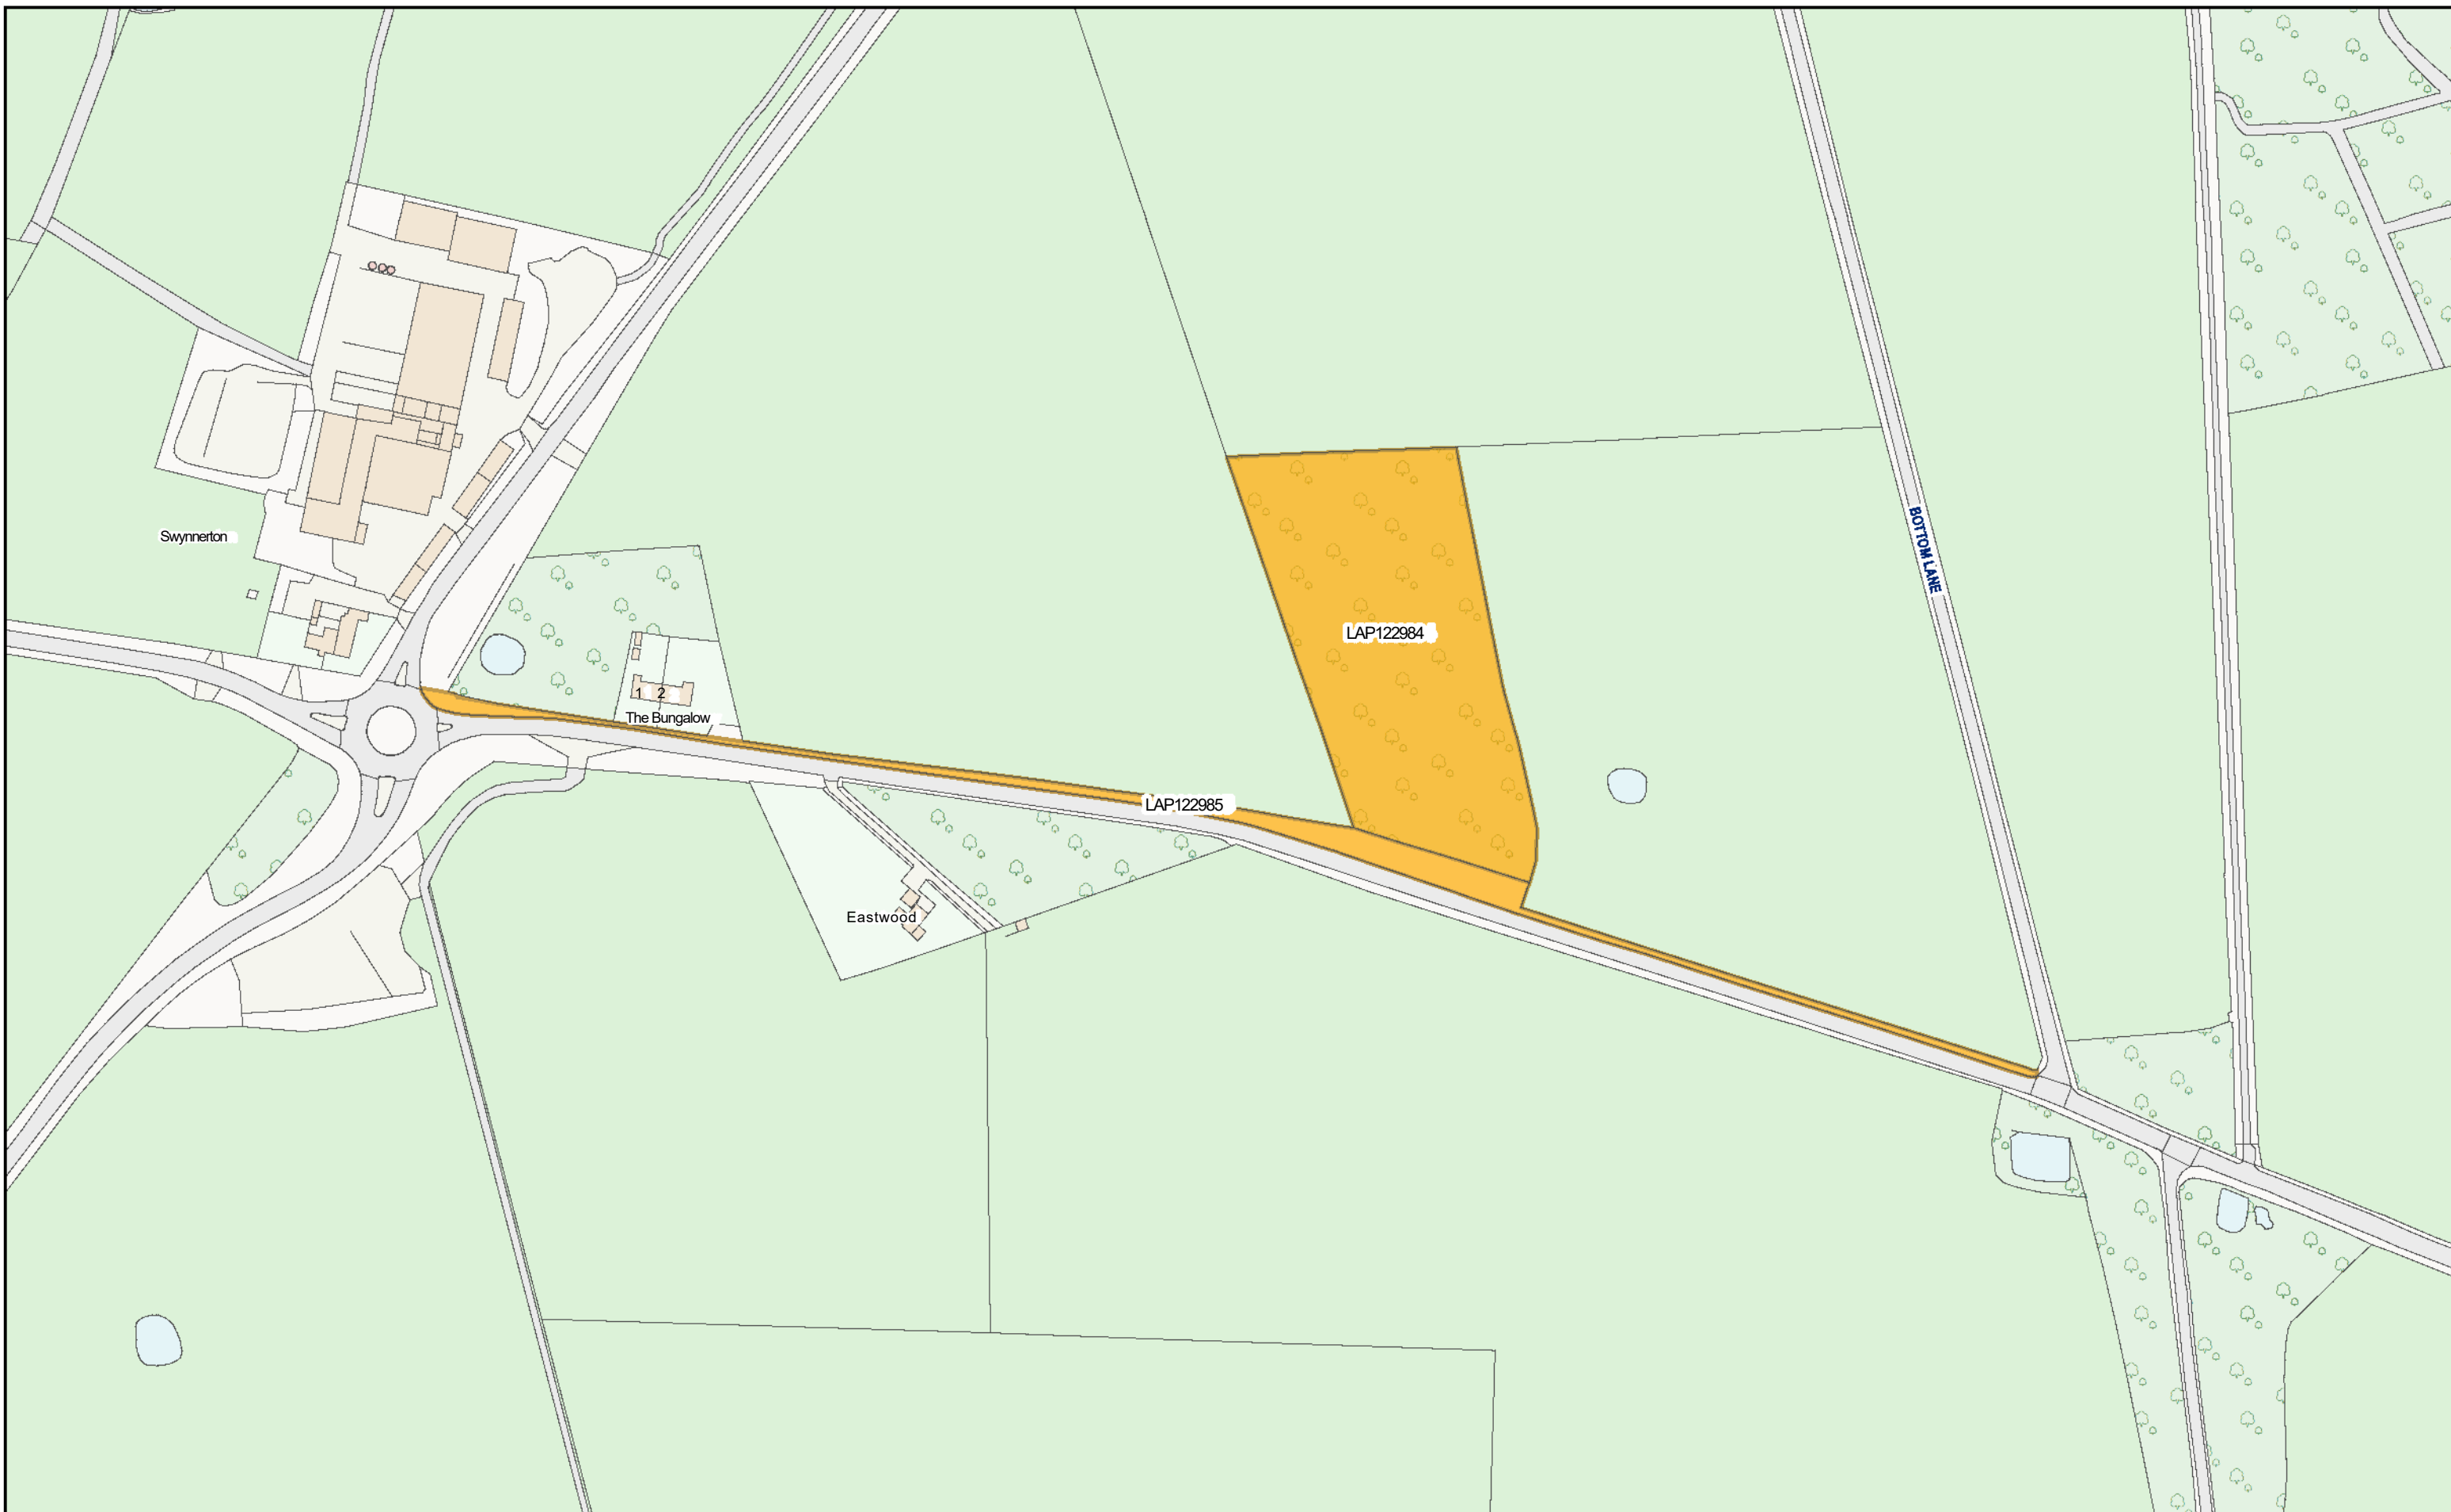 BOTTOM LANE
Swynnerton
LAP122984
1 2
The Bungalow
LAP122985
Eastwood